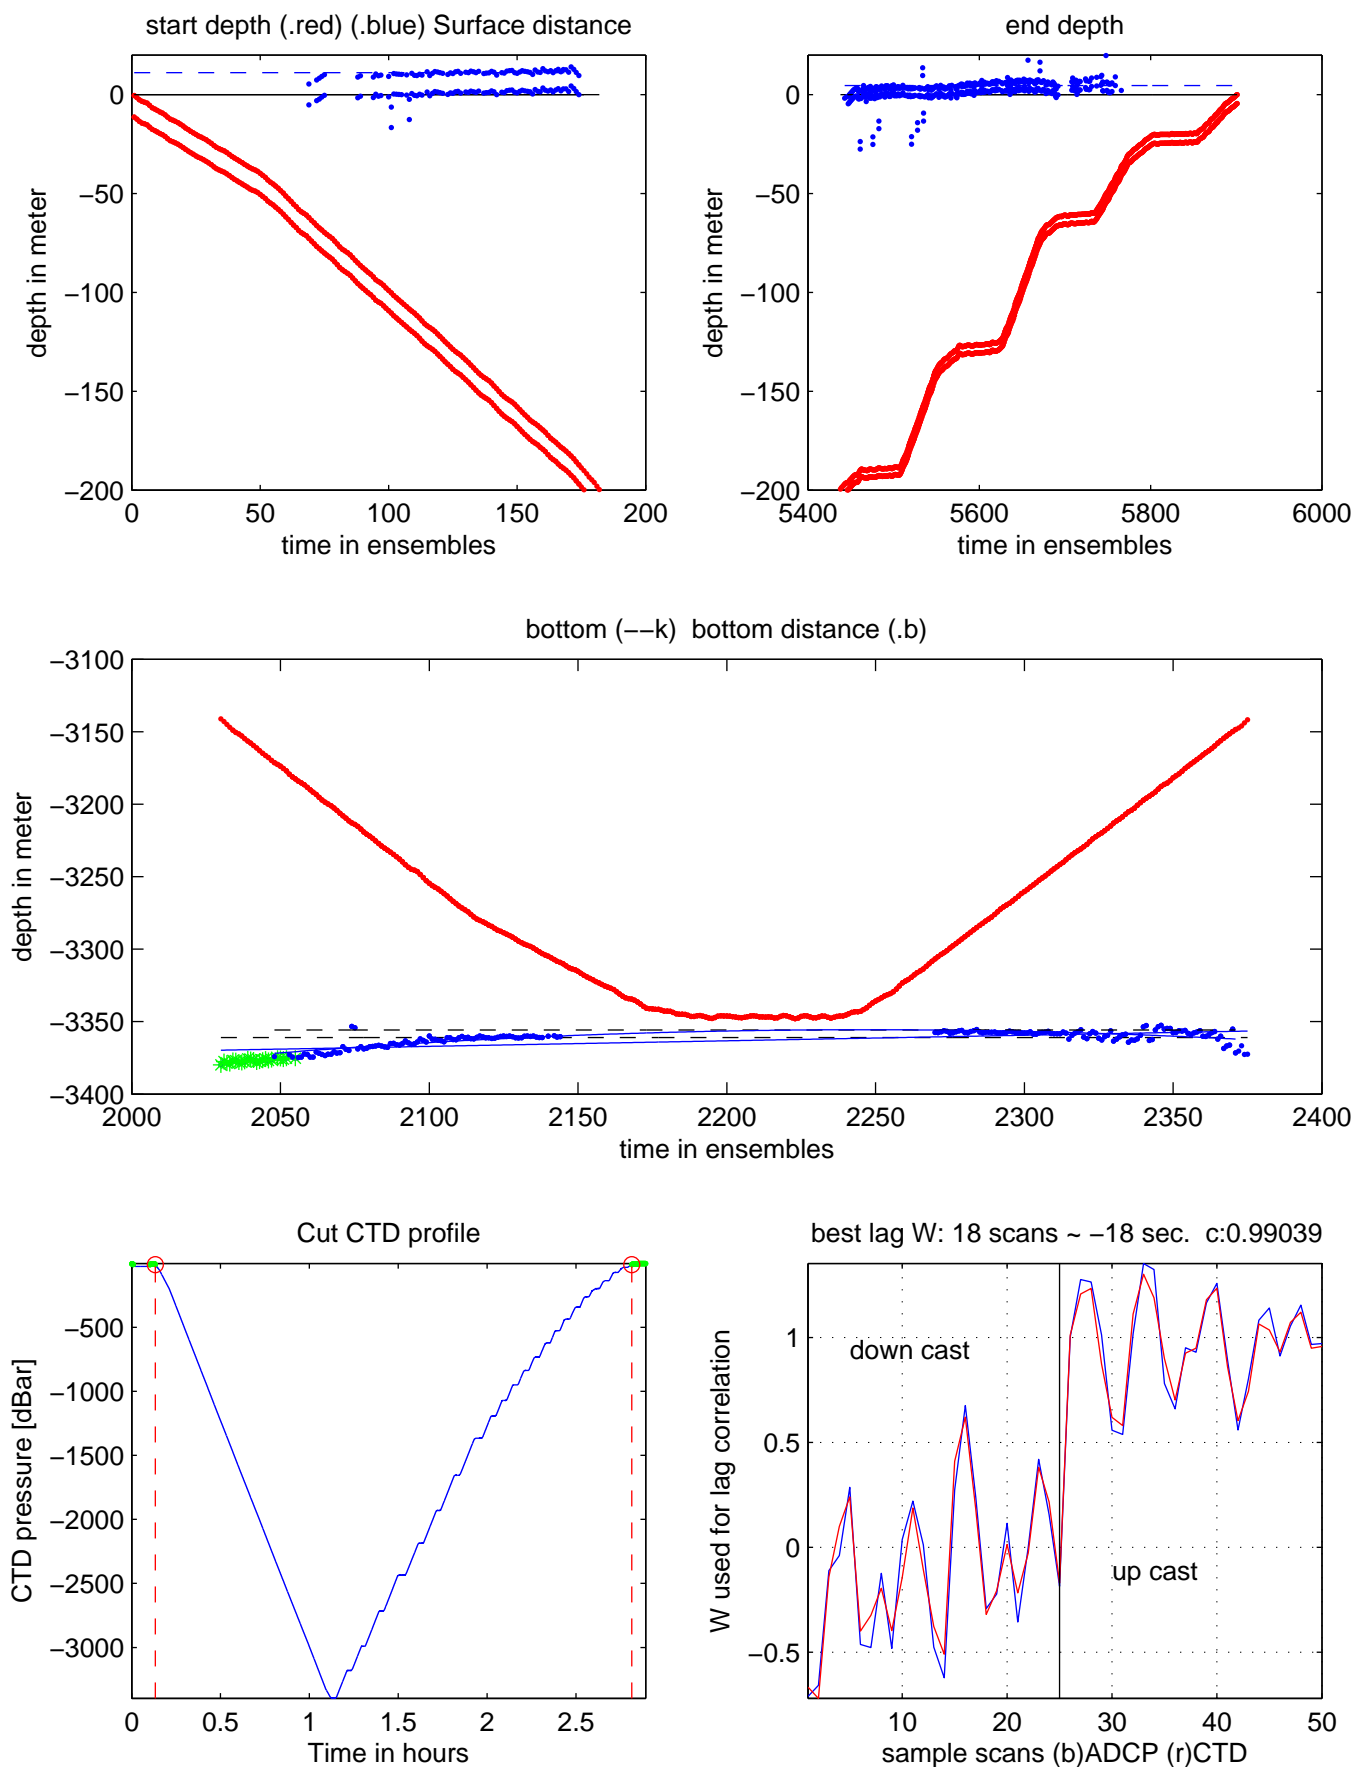 start depth (.red) (.blue) Surface distance
0
−50
−100
−150
−200
depth in meter
0 50 100 150 200
time in ensembles
end depth
0
−50
−100
−150
−200
depth in meter
5400 5600 5800 6000
time in ensembles
bottom (−−k)  bottom distance (.b)
−3100
−3150
−3200
−3250
−3300
−3350
−3400
depth in meter
2000 2050 2100 2150 2200 2250 2300 2350 2400
time in ensembles
Cut CTD profile
−500
−1000
−1500
−2000
−2500
−3000
CTD pressure [dBar]
0 0.5 1 1.5 2 2.5
Time in hours
best lag W: 18 scans ~ −18 sec.  c:0.99039
1
0.5
0
−0.5
W used for lag correlation
down cast
up cast
10 20 30 40 50
sample scans (b)ADCP (r)CTD